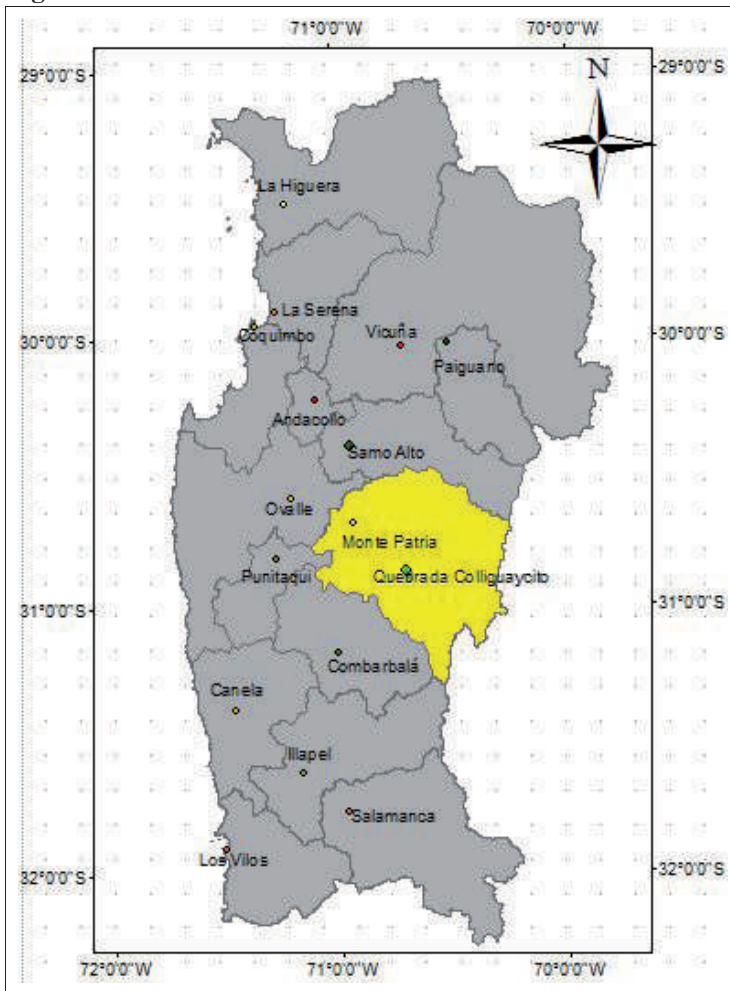 71°0'0"W 70°0'0"W
29°0'0"S 29°0'0"S
N
La Higuera
La Serena
Coquimbo
Vicuña
30°0'0"S 30°0'0"S
Paiguano
Andacollo
Samo Alto
Ovalle
Monte Patria
Punitaqui
Quebrada Colliguaycito
31°0'0"S 31°0'0"S
Combarbalá
Canela
Illapel
Salamanca
Los Vilos
32°0'0"S 32°0'0"S
72°0'0"W 71°0'0"W 70°0'0"W